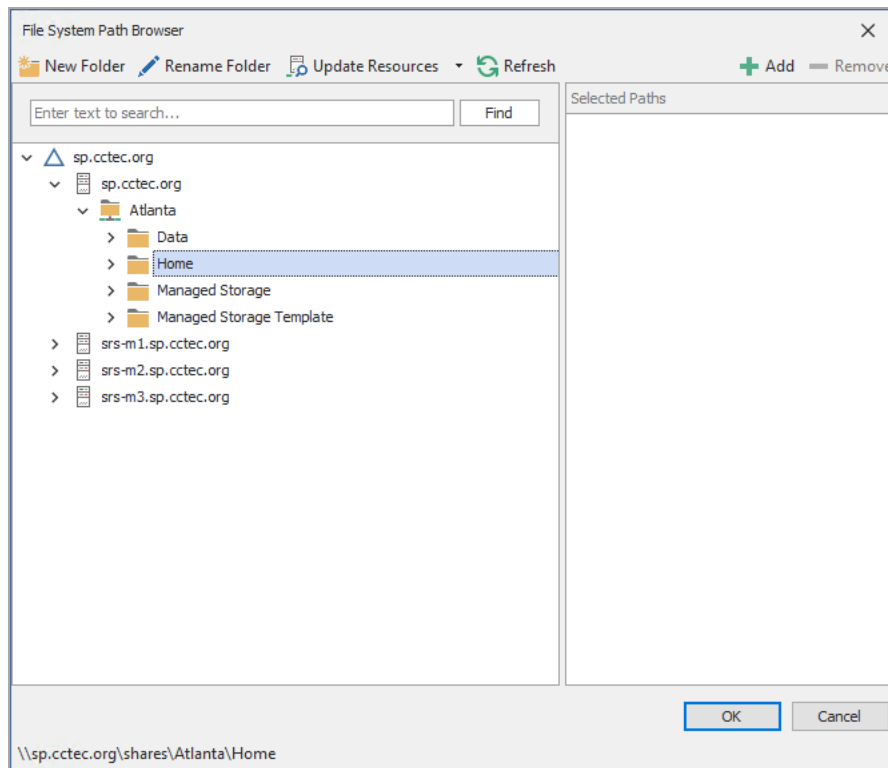 File System Path Browser
New Folder Rename Folder Update Resources Refresh Add Remove
Selected Paths
Enter text to search... Find
sp.cctec.org
sp.cctec.org
Atlanta
Data
Home
Managed Storage
Managed Storage Template
srs-m1.sp.cctec.org
srs-m2.sp.cctec.org
srs-m3.sp.cctec.org
OK Cancel
\\sp.cctec.org\shares\Atlanta\Home